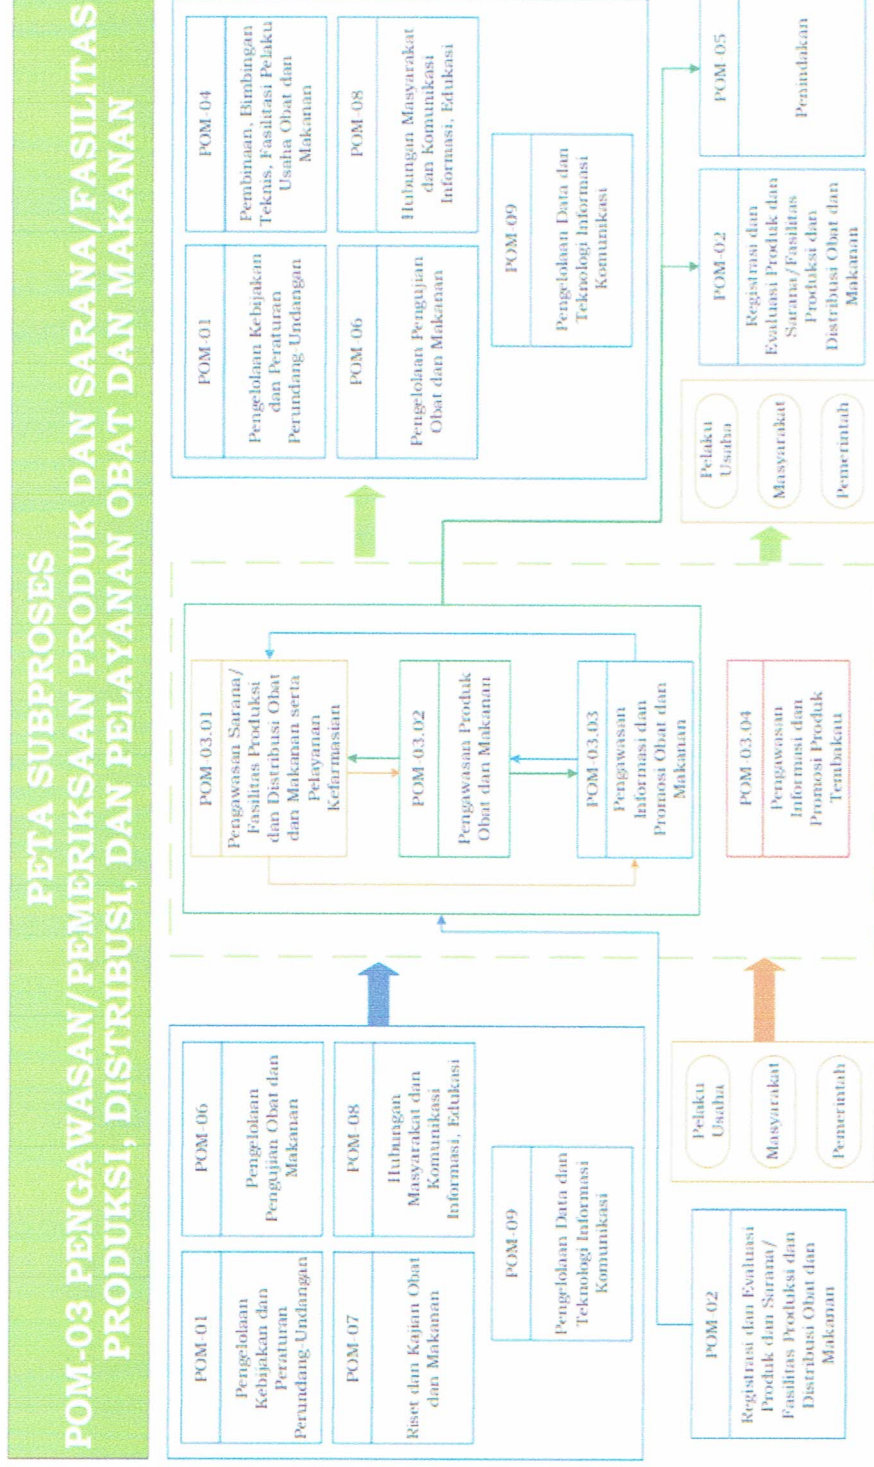 PETA SUBPROSES
POM-03 PENGAWASAN/PEMERIKSAAN PRODUK DAN SARANA/FASILITAS
PRODUKSI, DISTRIBUSI, DAN PELAYANAN OBAT DAN MAKANAN
POM-01
Pengelolaan
Kebijakan dan
Peraturan
Perundang-Undangan
POM-06
Pengelolaan
Pengujian Obat dan
Makanan
POM-07
Riset dan Kajian Obat
dan Makanan
POM-08
Hubungan
Masyarakat dan
Komunikasi
Informasi, Edukasi
POM-09
Pengelolaan Data dan
Teknologi Informasi
Komunikasi
POM-02
Registrasi dan Evaluasi
Produk dan Sarana/
Fasilitas Produksi dan
Distribusi Obat dan
Makanan
Pelaku
Usaha
Masyarakat
Pemerintah
POM-03.01
Pengawasan Sarana/
Fasilitas Produksi
dan Distribusi Obat
dan Makanan serta
Pelayanan
Kefarmasian
POM-03.02
Pengawasan Produk
Obat dan Makanan
POM-03.03
Pengawasan
Informasi dan
Promosi Obat dan
Makanan
POM-03.04
Pengawasan
Informasi dan
Promosi Produk
Tembakau
POM-01
Pengelolaan Kebijakan
dan Peraturan
Perundang-Undangan
POM-04
Pembinaan, Bimbingan
Teknis, Fasilitasi Pelaku
Usaha Obat dan
Makanan
POM-06
Pengelolaan Pengujian
Obat dan Makanan
POM-08
Hubungan Masyarakat
dan Komunikasi
Informasi, Edukasi
POM-09
Pengelolaan Data dan
Teknologi Informasi
Komunikasi
Pelaku
Usaha
Masyarakat
Pemerintah
POM-02
Registrasi dan
Evaluasi Produk dan
Sarana/Fasilitas
Produksi dan
Distribusi Obat dan
Makanan
POM-05
Penindakan